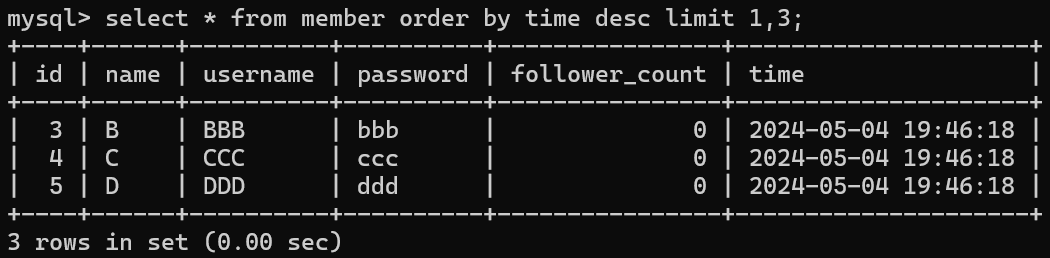 mysql> select * from member order by time desc limit 1,3;
+----+------+----------+----------+----------------+---------------------+
| id | name | username | password | follower_count | time                |
+----+------+----------+----------+----------------+---------------------+
|  3 | B    | BBB      | bbb      |              0 | 2024-05-04 19:46:18 |
|  4 | C    | CCC      | ccc      |              0 | 2024-05-04 19:46:18 |
|  5 | D    | DDD      | ddd      |              0 | 2024-05-04 19:46:18 |
+----+------+----------+----------+----------------+---------------------+
3 rows in set (0.00 sec)